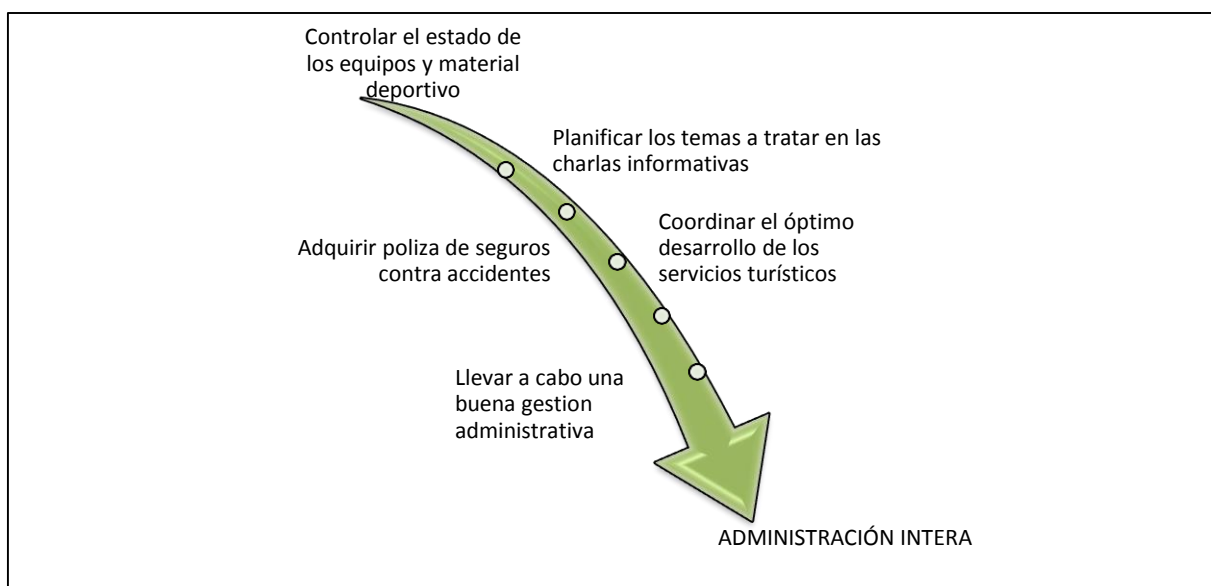 Controlar el estado de
los equipos y material
deportivo
Planificar los temas a tratar en las
charlas informativas
Adquirir poliza de seguros
contra accidentes
Coordinar el óptimo
desarrollo de los
servicios turísticos
Llevar a cabo una
buena gestion
administrativa
ADMINISTRACIÓN INTERA